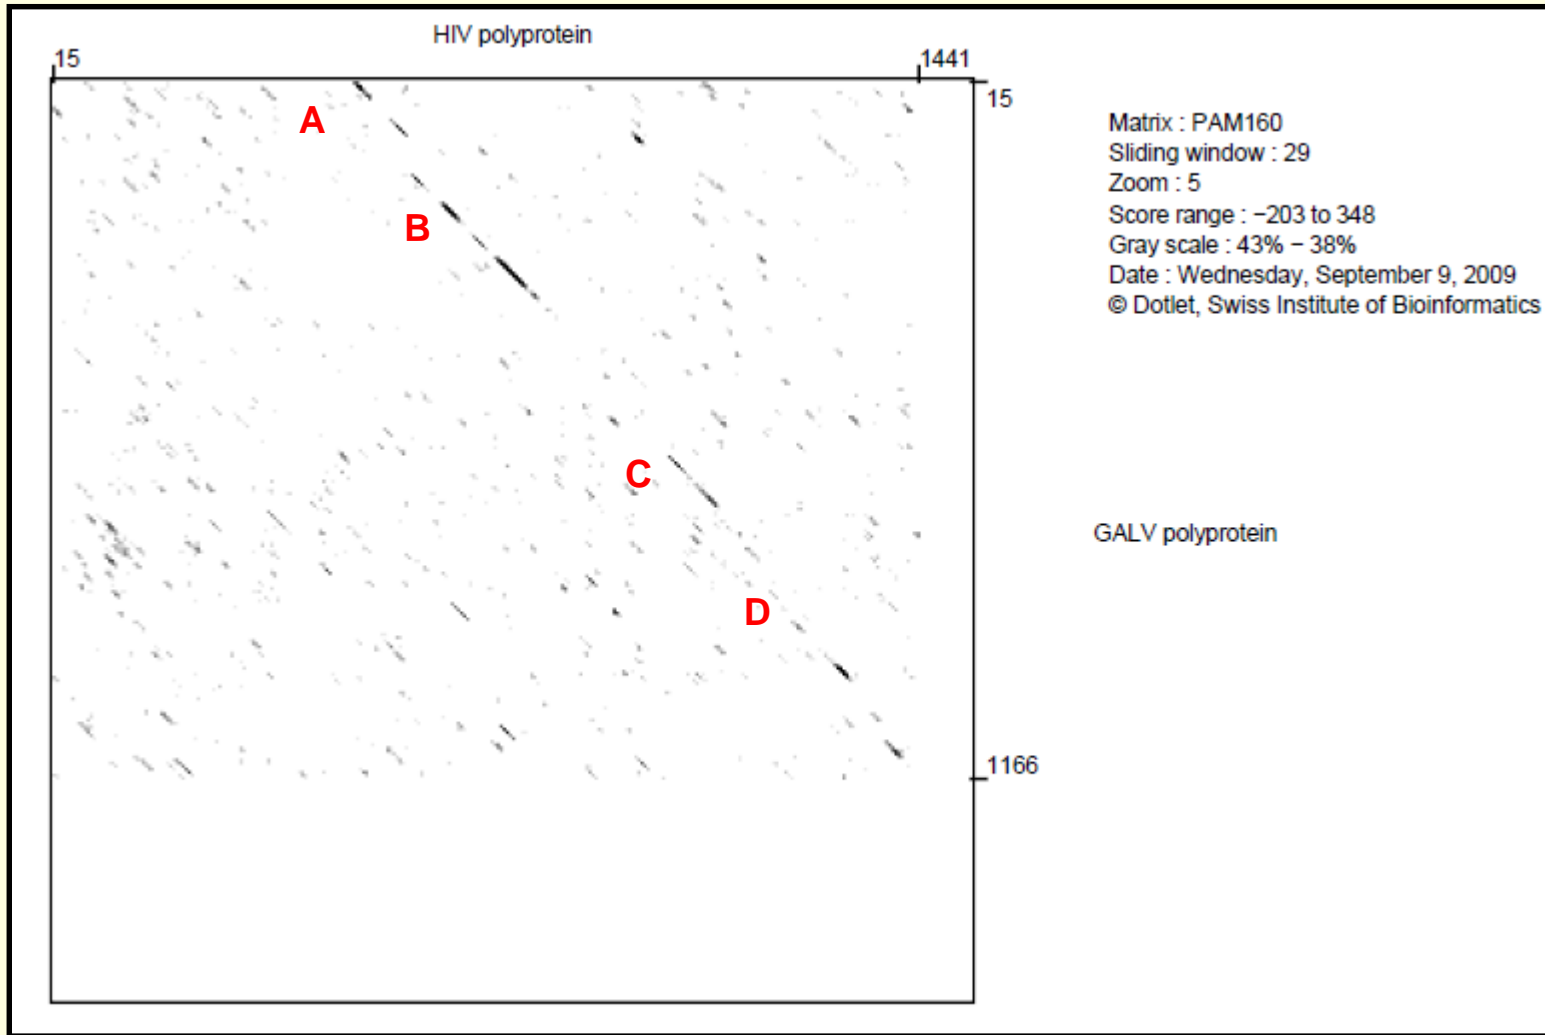 HIV polyprotein
15
1441
15
A
B
C
D
Matrix : PAM160
Sliding window : 29
Zoom : 5
Score range : −203 to 348
Gray scale : 43% − 38%
Date : Wednesday, September 9, 2009
© Dotlet, Swiss Institute of Bioinformatics
GALV polyprotein
1166